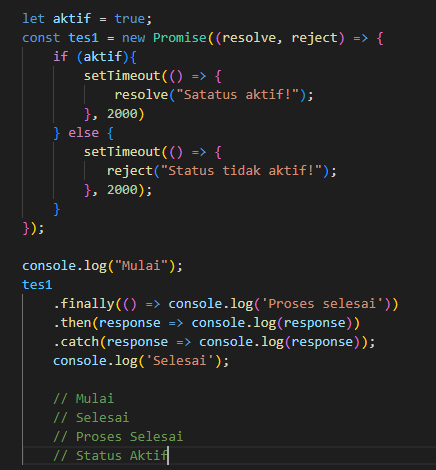 let aktif = true;
const tes1 = new Promise((resolve, reject) => {
    if (aktif){
        setTimeout(() => {
            resolve("Satatus aktif!");
        }, 2000)
    } else {
        setTimeout(() => {
           reject("Status tidak aktif!");
        }, 2000);
    }
});

console.log("Mulai");
tes1
    .finally(() => console.log('Proses selesai'))
    .then(response => console.log(response))
    .catch(response => console.log(response));
    console.log('Selesai');

    // Mulai
    // Selesai
    // Proses Selesai
    // Status Aktif